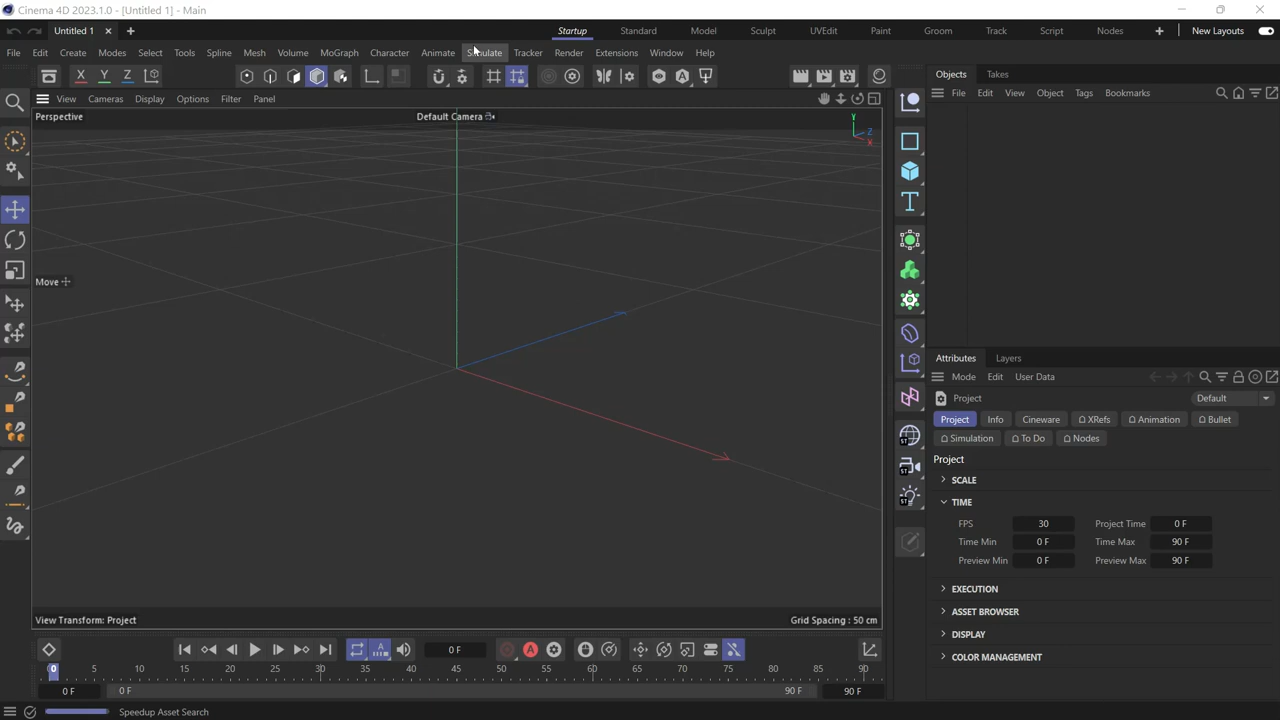 Cinema 4D 2023.1.0 - [Untitled 1] - Main
Untitled 1
Startup Standard Model Sculpt UVEdit Paint Groom Track Script Nodes New Layouts
File Edit Create Modes Select Tools Spline Mesh Volume MoGraph Character Animate Simulate Tracker Render Extensions Window Help
X Y Z
Objects Takes
View Cameras Display Options Filter Panel
File Edit View Object Tags Bookmarks
Perspective
Default Camera
Y
Z
X
Move
Attributes Layers
Mode Edit User Data
Project
Default
Project Info Cineware XRefs Animation Bullet
Simulation To Do Nodes
Project
SCALE
TIME
FPS 30 Project Time 0 F
Time Min 0 F Time Max 90 F
Preview Min 0 F Preview Max 90 F
EXECUTION
ASSET BROWSER
DISPLAY
COLOR MANAGEMENT
ST
ST
ST
View Transform: Project
Grid Spacing : 50 cm
0 F
0 5 10 15 20 25 30 35 40 45 50 55 60 65 70 75 80 85 90
0 F 0 F 90 F 90 F
Speedup Asset Search